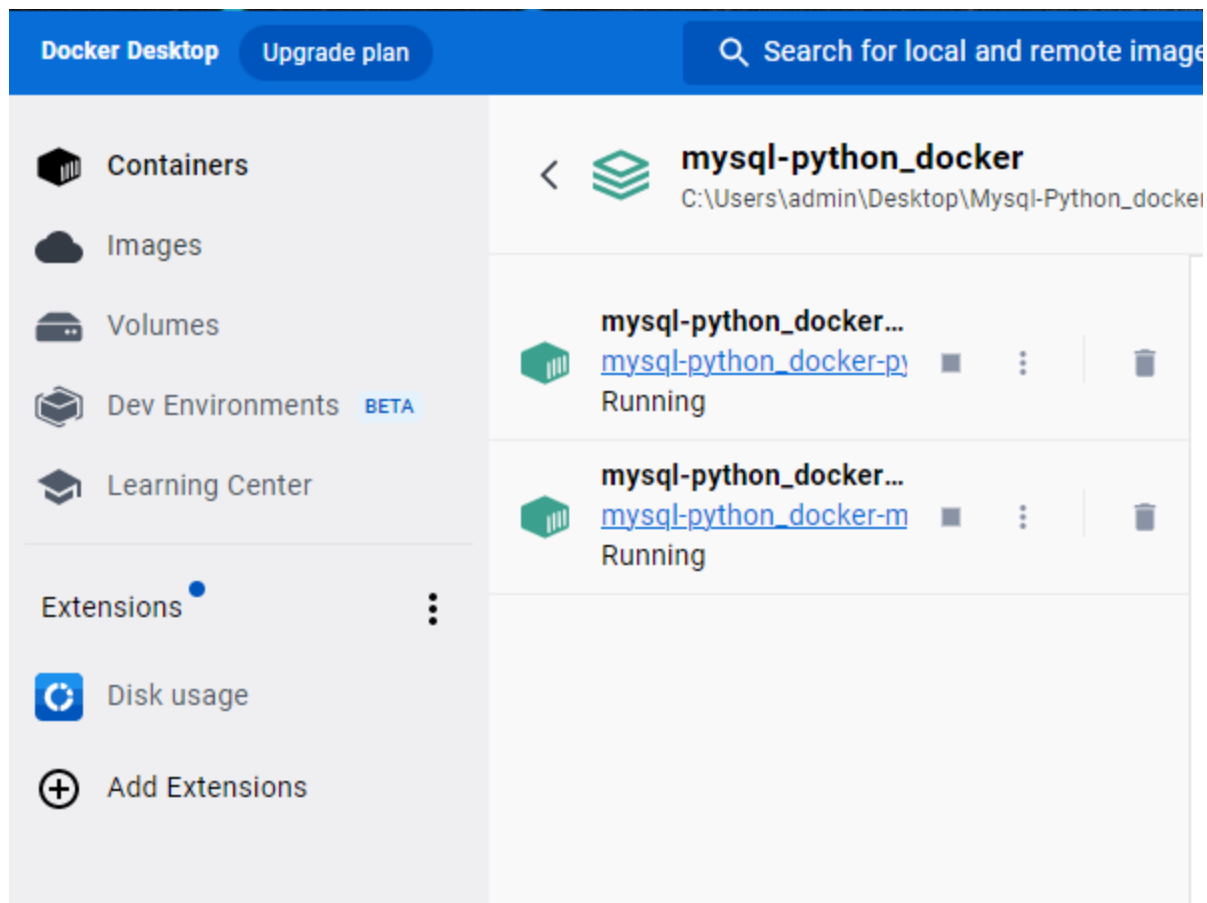 Docker Desktop
Upgrade plan
Search for local and remote image
Containers
Images
Volumes
Dev Environments BETA
Learning Center
Extensions
Disk usage
Add Extensions
mysql-python_docker
C:\Users\admin\Desktop\Mysql-Python_docker
mysql-python_docker...
mysql-python_docker-py
Running
mysql-python_docker...
mysql-python_docker-m
Running